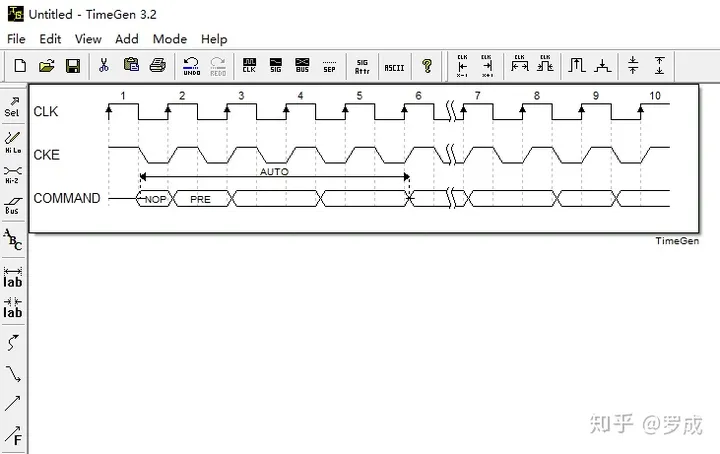 Untitled - TimeGen 3.2
File Edit View Add Mode Help
UNDO REDO CLK SIG BUS SEP SIG Attr ASCII ? CLK x-1 CLK x+1 CLK CLK
Sel
Hi Lo
Hi-Z
Bus
ABC
lab
lab
F
1 2 3 4 5 6 7 8 9 10
CLK
CKE
AUTO
COMMAND NOP PRE
TimeGen
知乎 @罗成